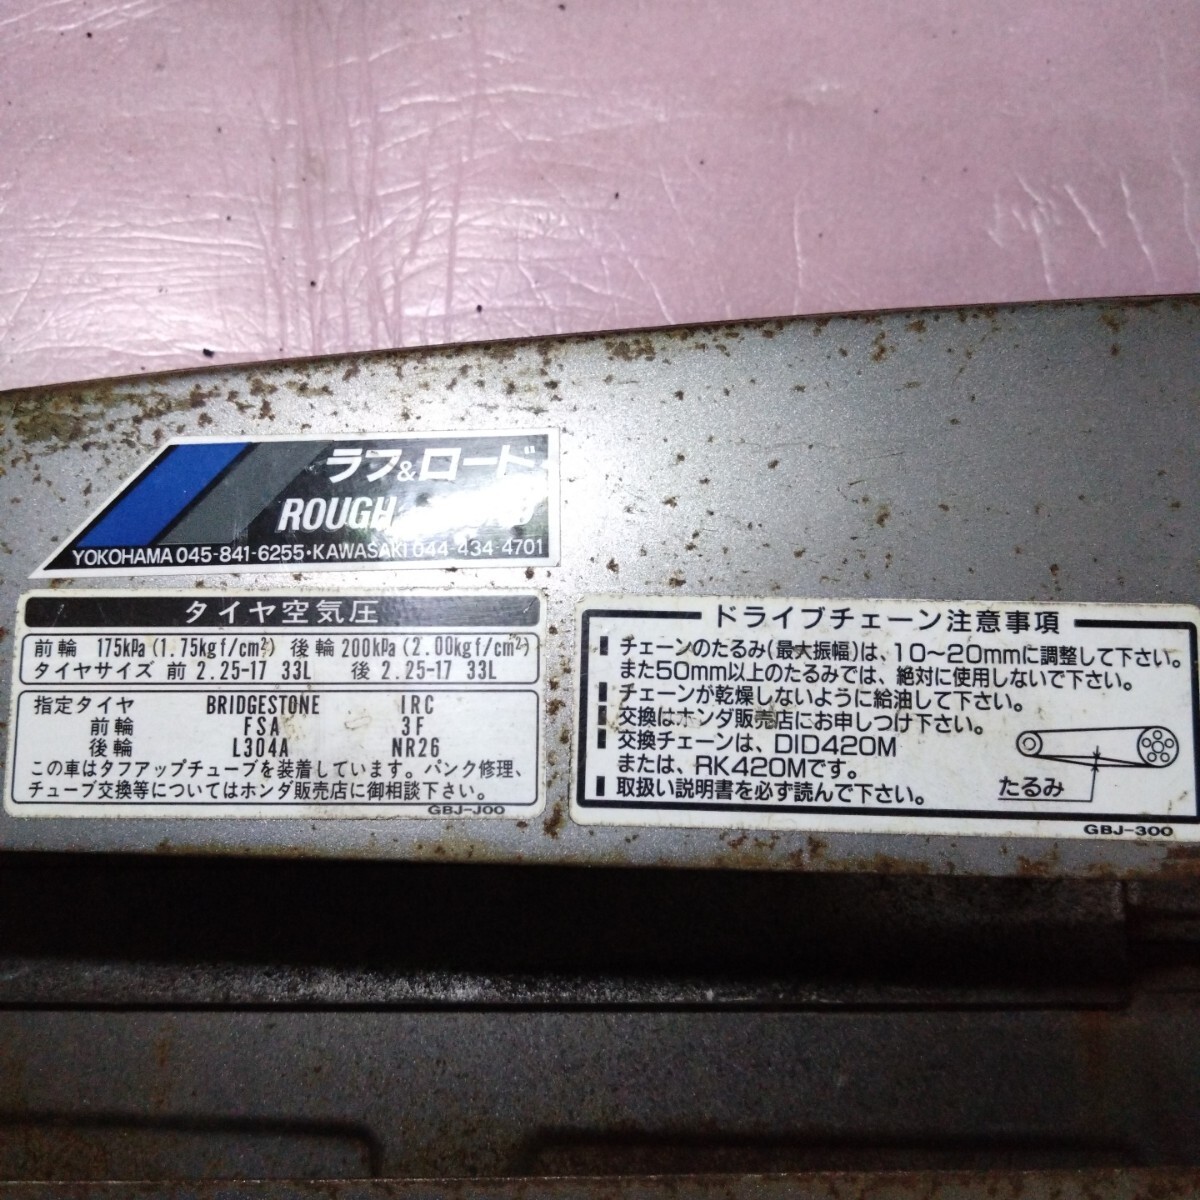 ラフ&ロード
ROUGH
YOKOHAMA 045-841-6255・KAWASAKI 044-434-4701
タイヤ空気圧
前輪 175kPa(1.75kgf/cm²) 後輪 200kPa(2.00kgf/cm²)
タイヤサイズ 前 2.25-17 33L 後 2.25-17 33L
指定タイヤ BRIDGESTONE IRC
前輪 FSA 3F
後輪 L304A NR26
この車はタフアップチューブを装着しています。パンク修理、
チューブ交換等についてはホンダ販売店に御相談下さい。
GBJ-J00
ドライブチェーン注意事項
チェーンのたるみ(最大振幅)は、10〜20mmに調整して下さい。
また50mm以上のたるみでは、絶対に使用しないで下さい。
チェーンが乾燥しないように給油して下さい。
交換はホンダ販売店にお申しつけ下さい。
交換チェーンは、DID420M
または、RK420Mです。
取扱い説明書を必ず読んで下さい。
たるみ
GBJ-300